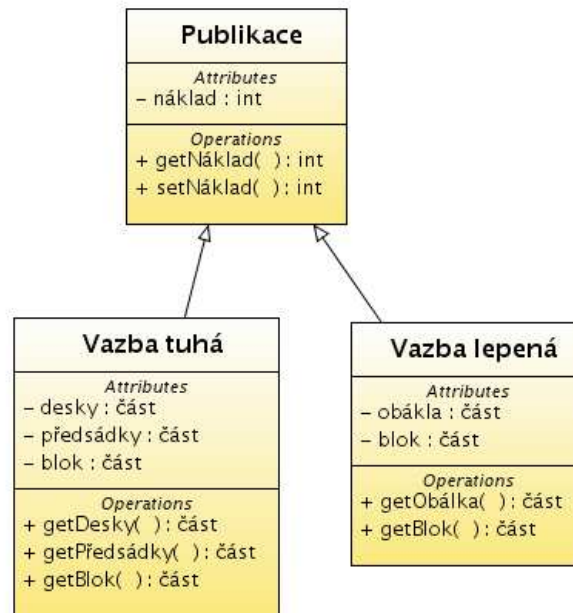 Publikace
Attributes
– náklad : int
Operations
+ getNáklad( ) : int
+ setNáklad( ) : int
Vazba tuhá
Attributes
– desky : část
– předsádky : část
– blok : část
Operations
+ getDesky( ) : část
+ getPředsádky( ) : část
+ getBlok( ) : část
Vazba lepená
Attributes
– obákla : část
– blok : část
Operations
+ getObálka( ) : část
+ getBlok( ) : část